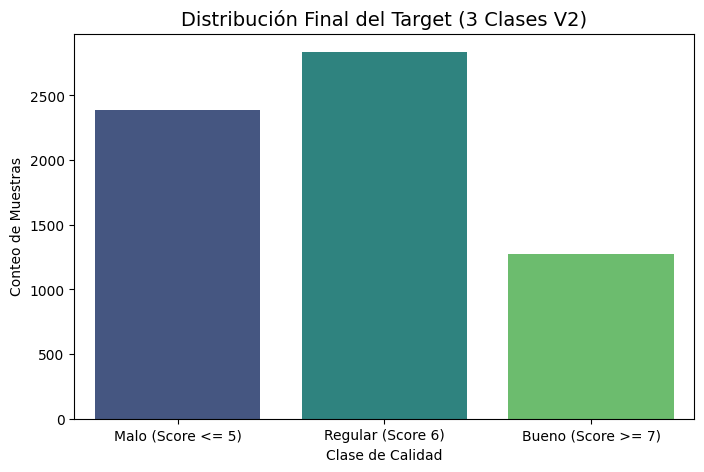 Distribución Final del Target (3 Clases V2)
Conteo de Muestras
2500
2000
1500
1000
500
0
Malo (Score <= 5)
Regular (Score 6)
Bueno (Score >= 7)
Clase de Calidad